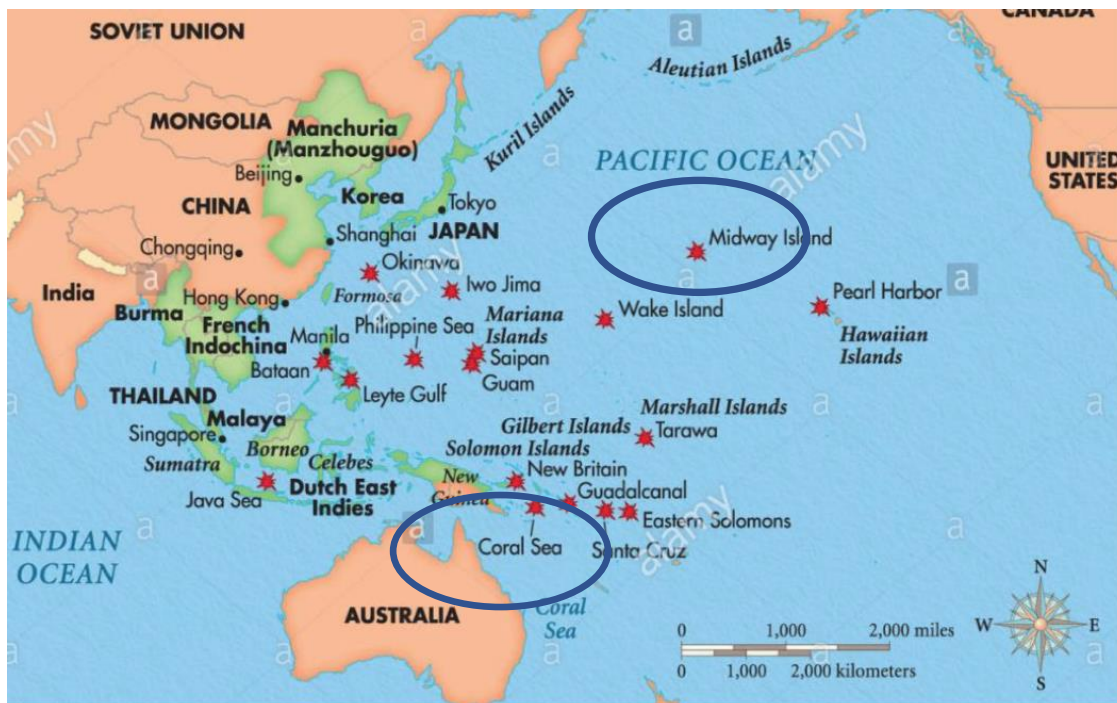 CANADA
SOVIET UNION
a
a
Aleutian Islands
MONGOLIA
Manchuria
(Manzhouguo)
alamy
Kuril Islands
a
alamy
PACIFIC OCEAN
Beijing
Korea
UNITED
STATES
CHINA
Tokyo
JAPAN
Shanghai
Midway Island
Chongqing
alamy
Okinawa
a
a
India
Hong Kong
Formosa
Iwo Jima
Pearl Harbor
Burma
French
Indochina
Philippine Sea
Mariana
Islands
Wake Island
Hawaiian
Islands
Manila
Saipan
Bataan
Guam
THAILAND
Leyte Gulf
a
a
a
Malaya
Gilbert Islands
Marshall Islands
Tarawa
Singapore
Borneo
Solomon Islands
Sumatra
Celebes
New Britain
Java Sea
Dutch East
Indies
New
Guinea
Guadalcanal
Eastern Solomons
a
a
INDIAN
OCEAN
Coral Sea
Santa Cruz
alamy
N
AUSTRALIA
Coral
Sea
0 1,000 2,000 miles
W E
a
a
a
0 1,000 2,000 kilometers
S